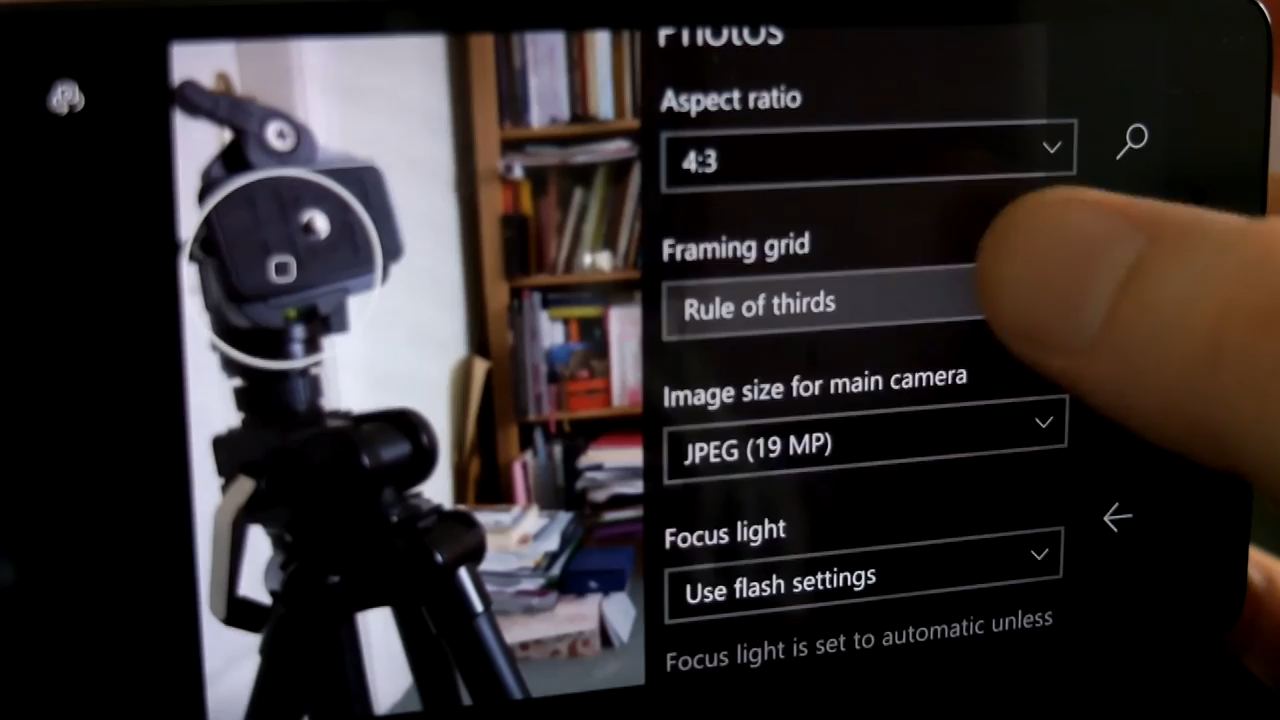 Photos
Aspect ratio
4:3
Framing grid
Rule of thirds
Image size for main camera
JPEG (19 MP)
Focus light
Use flash settings
Focus light is set to automatic unless